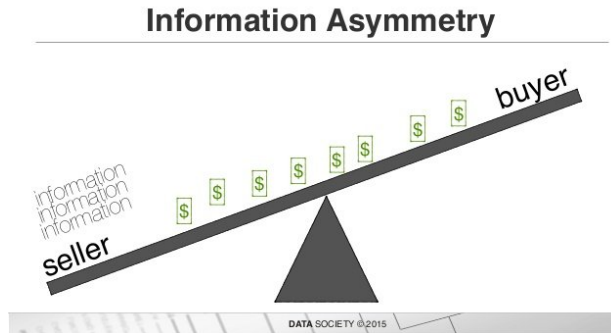 Information Asymmetry
buyer
$
$
$
$
$
$
$
$
information
information
information
seller
DATA SOCIETY © 2015